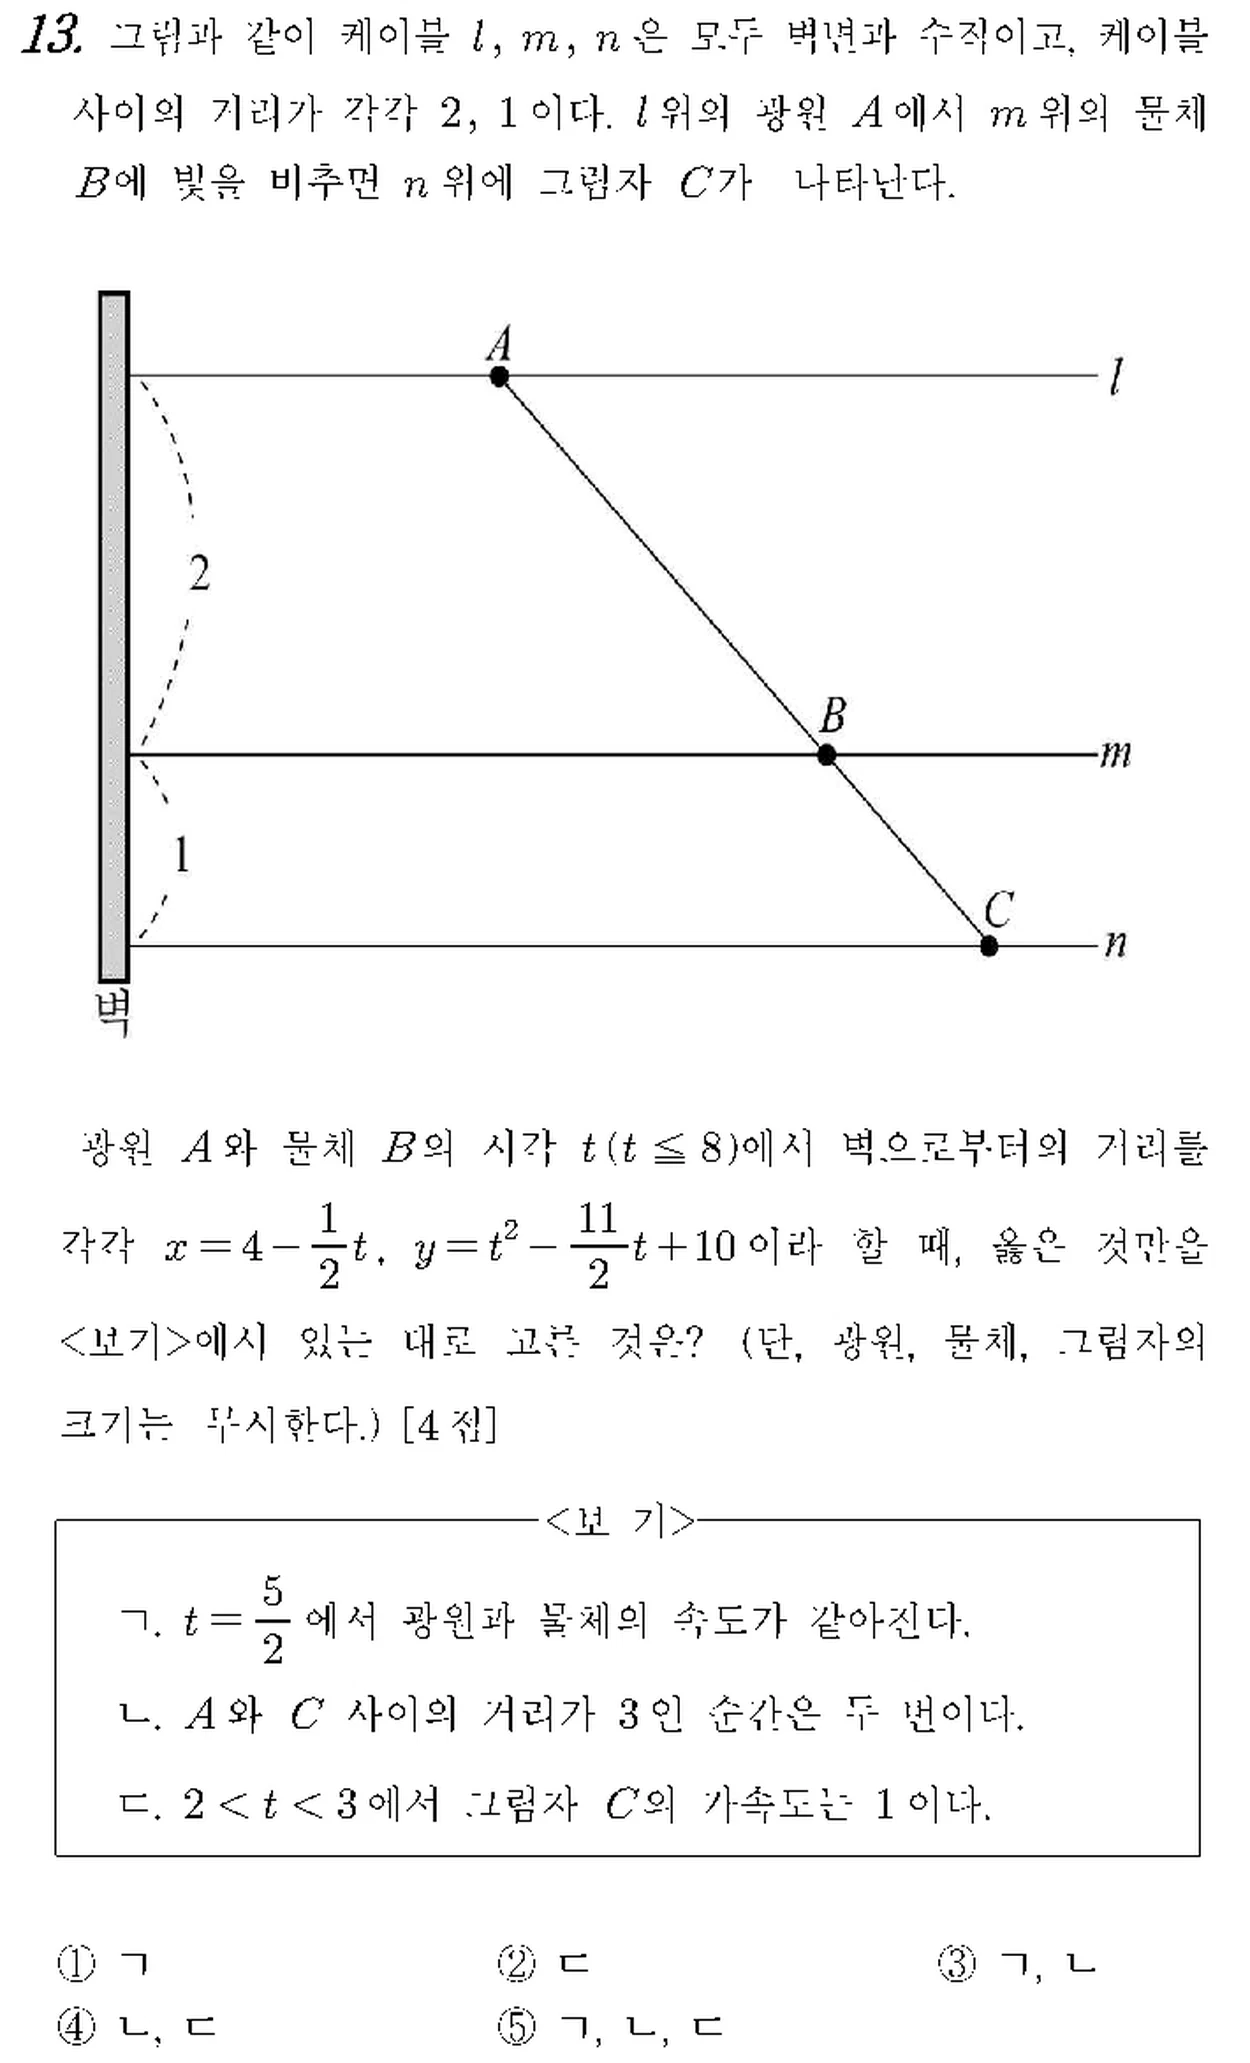 13. 그림과 같이 케이블 l, m, n은 모두 벽면과 수직이고, 케이블
사이의 거리가 각각 2, 1이다. l위의 광원 A에서 m위의 물체
B에 빛을 비추면 n위에 그림자 C가 나타난다.
A
l
2
B
m
1
C
n
벽
광원 A와 물체 B의 시각 t(t ≦ 8)에서 벽으로부터의 거리를
각각 x=4-\frac{1}{2}t, y=t^2-\frac{11}{2}t+10이라 할 때, 옳은 것만을
<보기>에서 있는 대로 고른 것은? (단, 광원, 물체, 그림자의
크기는 무시한다.) [4점]
<보 기>
ㄱ. t=\frac{5}{2}에서 광원과 물체의 속도가 같아진다.
ㄴ. A와 C 사이의 거리가 3인 순간은 두 번이다.
ㄷ. 2 < t < 3에서 그림자 C의 가속도는 1이다.
① ㄱ ② ㄷ ③ ㄱ, ㄴ
④ ㄴ, ㄷ ⑤ ㄱ, ㄴ, ㄷ